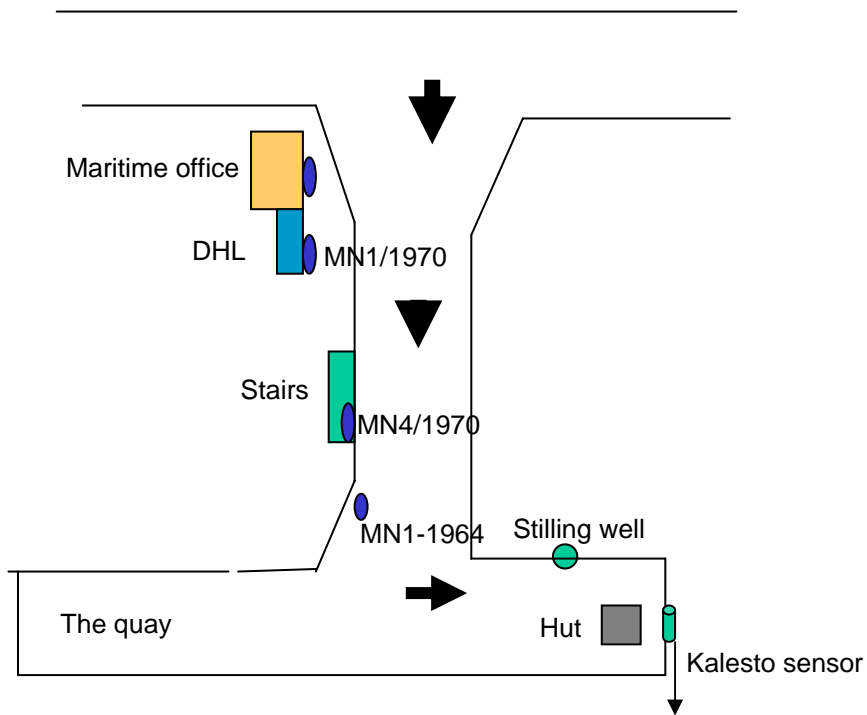 Maritime office
DHL
MN1/1970
Stairs
MN4/1970
MN1-1964
Stilling well
The quay
Hut
Kalesto sensor